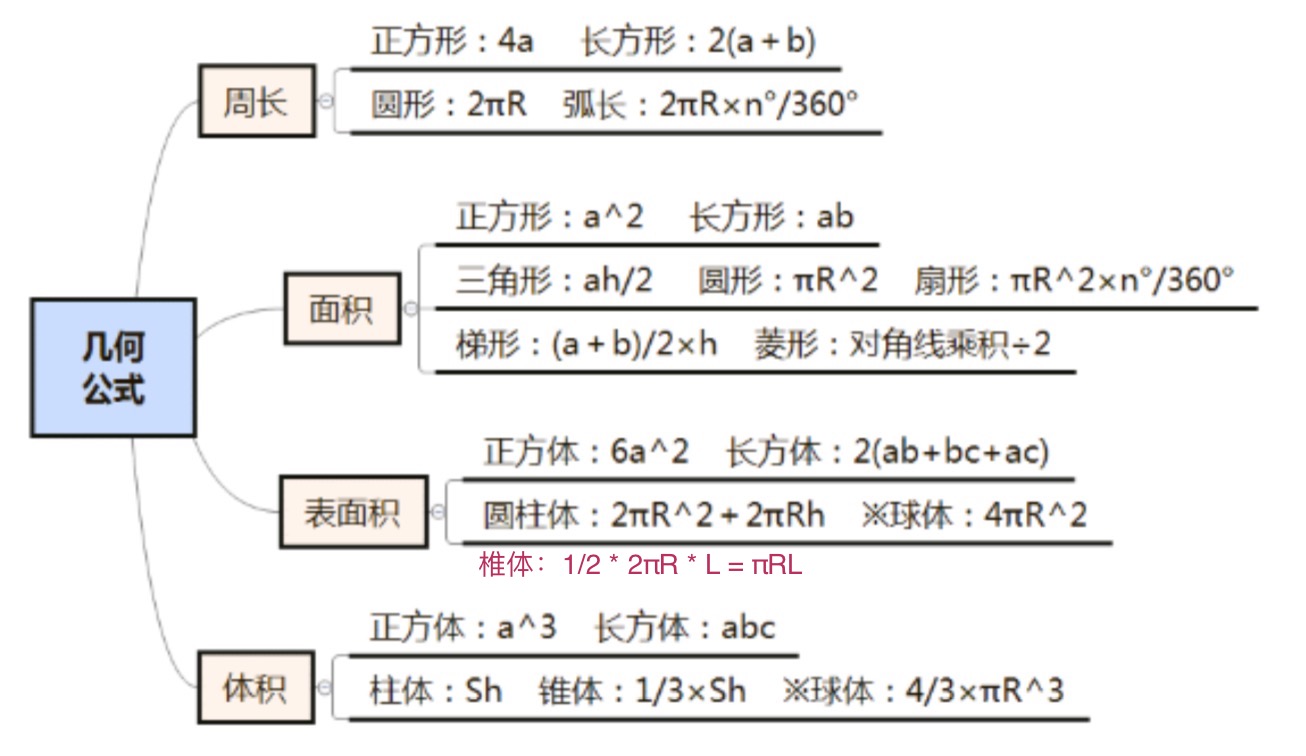 几何
公式
周长
正方形：4a 长方形：2(a+b)
圆形：2πR 弧长：2πR×n°/360°
面积
正方形：a^2 长方形：ab
三角形：ah/2 圆形：πR^2 扇形：πR^2×n°/360°
梯形：(a+b)/2×h 菱形：对角线乘积÷2
表面积
正方体：6a^2 长方体：2(ab+bc+ac)
圆柱体：2πR^2+2πRh ※球体：4πR^2
椎体：1/2 * 2πR * L = πRL
体积
正方体：a^3 长方体：abc
柱体：Sh 锥体：1/3×Sh ※球体：4/3×πR^3